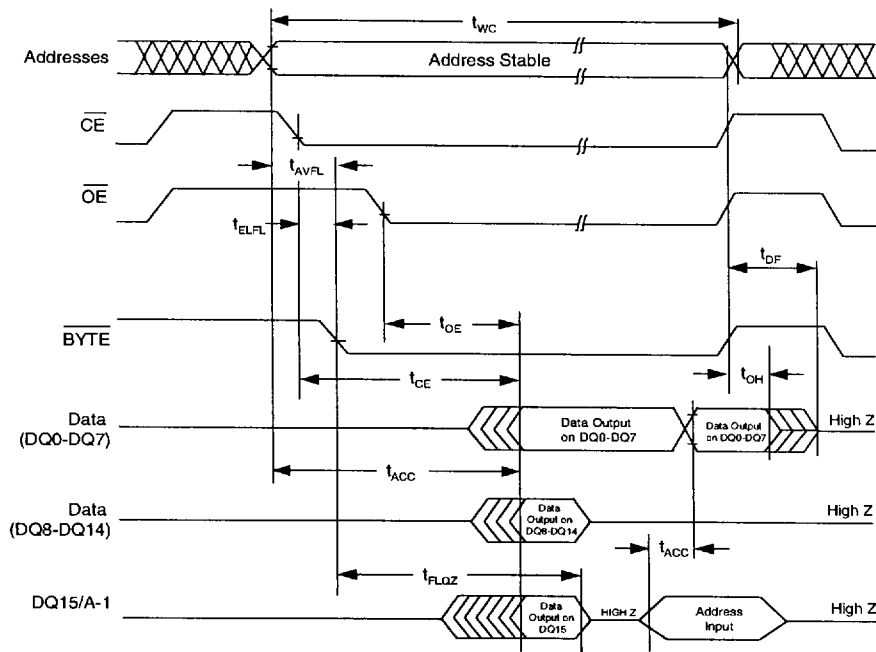 tWC
Addresses
Address Stable
CE
tAVFL
OE
tELFL
tDF
BYTE
tOE
tOH
tCE
Data
(DQ0-DQ7)
Data Output
on DQ0-DQ7
Data Output
on DQ0-DQ7
High Z
tACC
Data
(DQ8-DQ14)
Data
Output on
DQ8-DQ14
High Z
tACC
tFLQZ
DQ15/A-1
Data
Output on
DQ15
HIGH Z
Address
Input
High Z